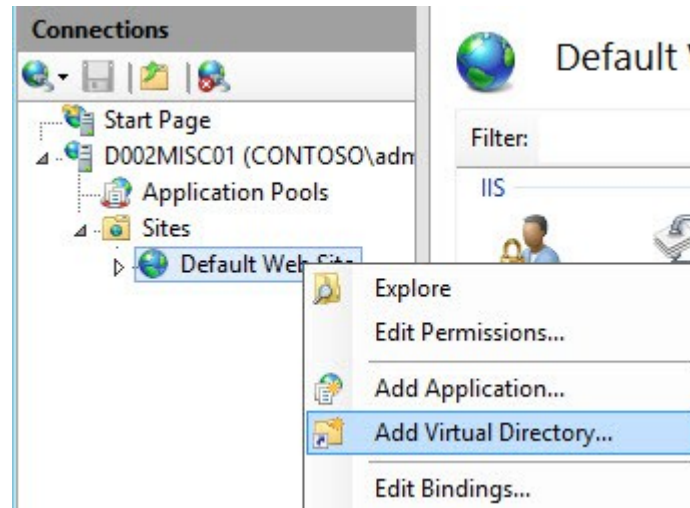 Connections
Start Page
D002MISC01 (CONTOSO\adm
Application Pools
Sites
Default Web Site
Default
Filter:
IIS
Explore
Edit Permissions...
Add Application...
Add Virtual Directory...
Edit Bindings...